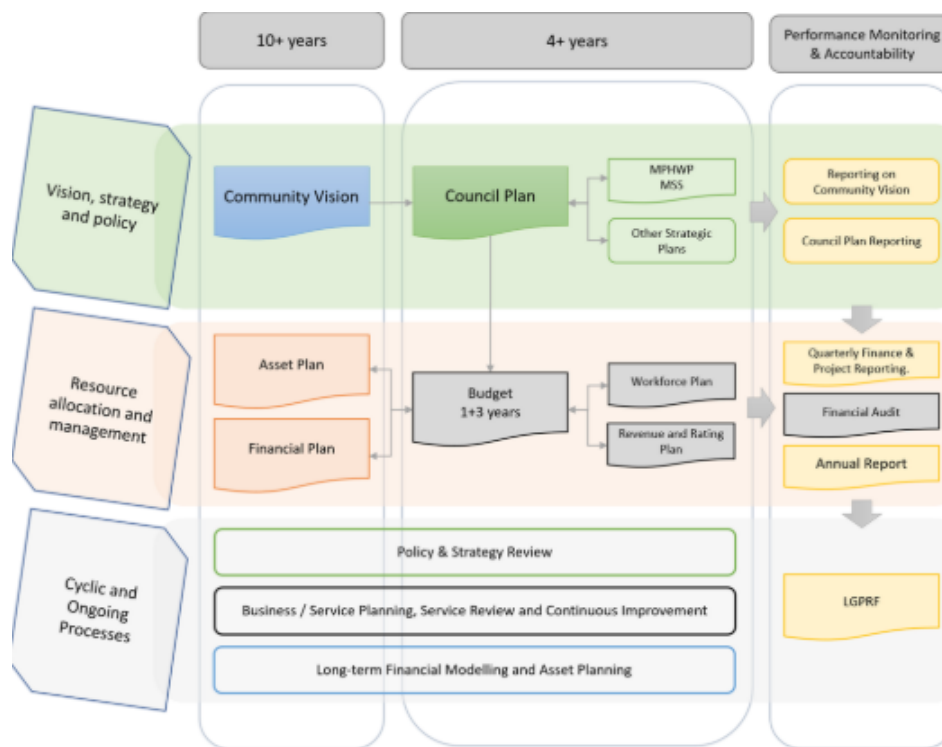 10+ years
4+ years
Performance Monitoring
& Accountability
Vision, strategy
and policy
Community Vision
Council Plan
MPHWP
MSS
Other Strategic
Plans
Reporting on
Community Vision
Council Plan Reporting
Resource
allocation and
management
Asset Plan
Financial Plan
Budget
1+3 years
Workforce Plan
Revenue and Rating
Plan
Quarterly Finance &
Project Reporting.
Financial Audit
Annual Report
Cyclic and
Ongoing
Processes
Policy & Strategy Review
Business / Service Planning, Service Review and Continuous Improvement
Long-term Financial Modelling and Asset Planning
LGPRF